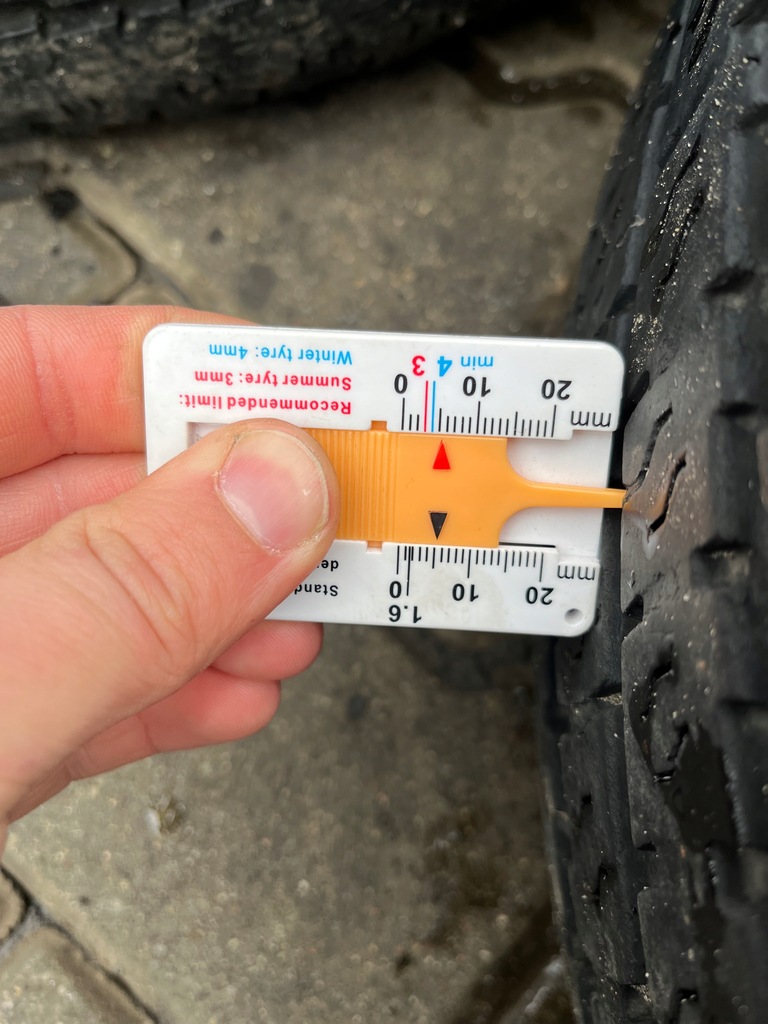 1.6
20 10 0
mm
mm
20 10 0
min 4 3
Recommended limit:
Summer tyre: 3mm
Winter tyre: 4mm